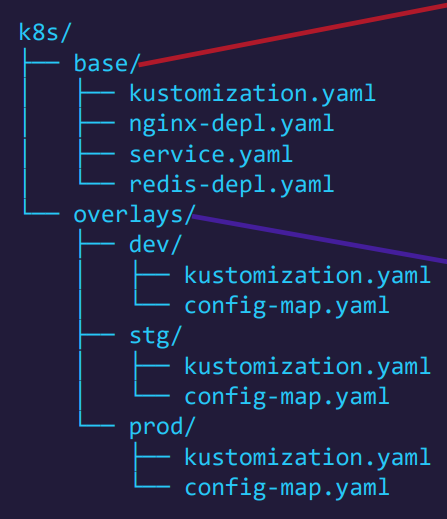 k8s/
├── base/
│   ├── kustomization.yaml
│   ├── nginx-depl.yaml
│   ├── service.yaml
│   └── redis-depl.yaml
└── overlays/
    ├── dev/
    │   ├── kustomization.yaml
    │   └── config-map.yaml
    ├── stg/
    │   ├── kustomization.yaml
    │   └── config-map.yaml
    └── prod/
        ├── kustomization.yaml
        └── config-map.yaml